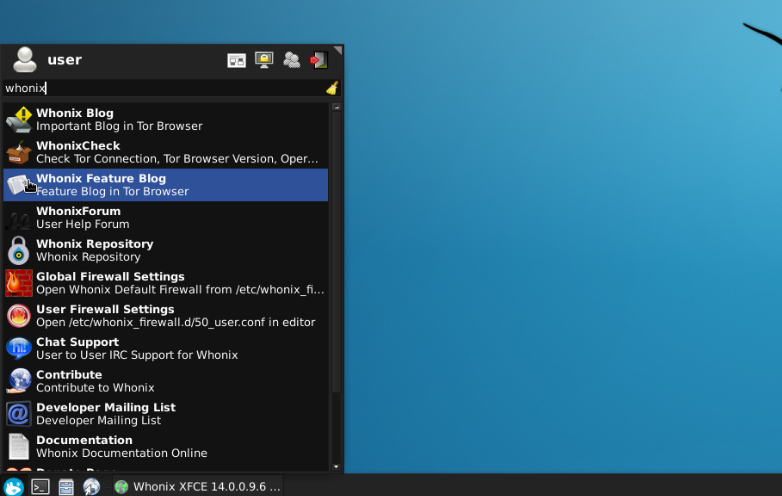 user
whonix
Whonix Blog
Important Blog in Tor Browser
WhonixCheck
Check Tor Connection, Tor Browser Version, Oper...
Whonix Feature Blog
Feature Blog in Tor Browser
WhonixForum
User Help Forum
Whonix Repository
Whonix Repository
Global Firewall Settings
Open Whonix Default Firewall from /etc/whonix_fi...
User Firewall Settings
Open /etc/whonix_firewall.d/50_user.conf in editor
Chat Support
User to User IRC Support for Whonix
Contribute
Contribute to Whonix
Developer Mailing List
Developer Mailing List
Documentation
Whonix Documentation Online
Whonix XFCE 14.0.0.9.6 ...